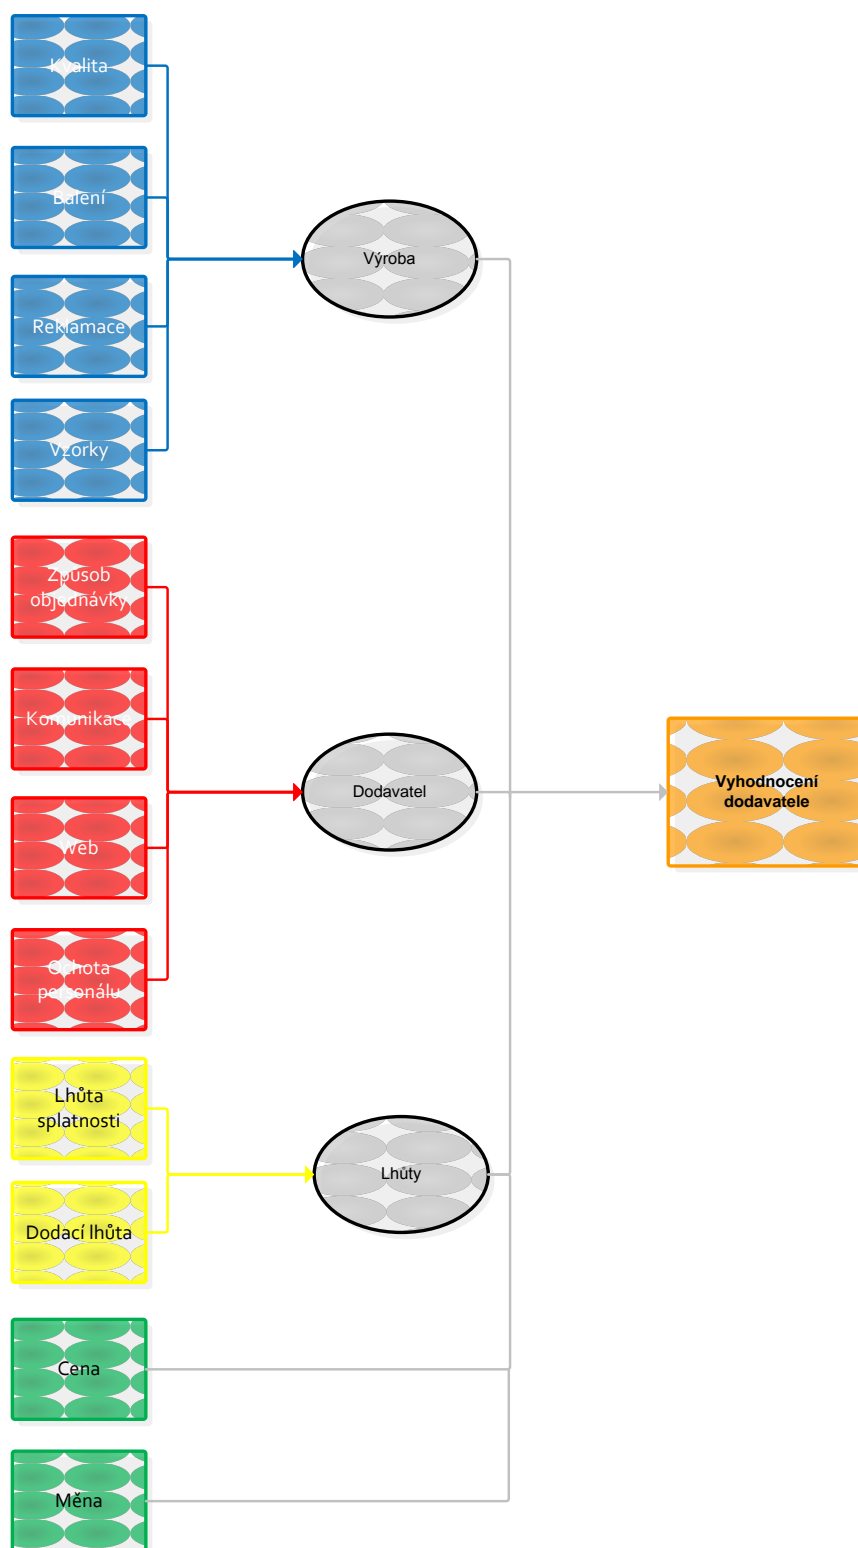 Kvalita
Balení
Reklamace
Vzorky
Výroba
Způsob
objednávky
Komunikace
Web
Ochota
personálu
Dodavatel
Vyhodnocení
dodavatele
Lhůta
splatnosti
Dodací lhůta
Lhůty
Cena
Měna